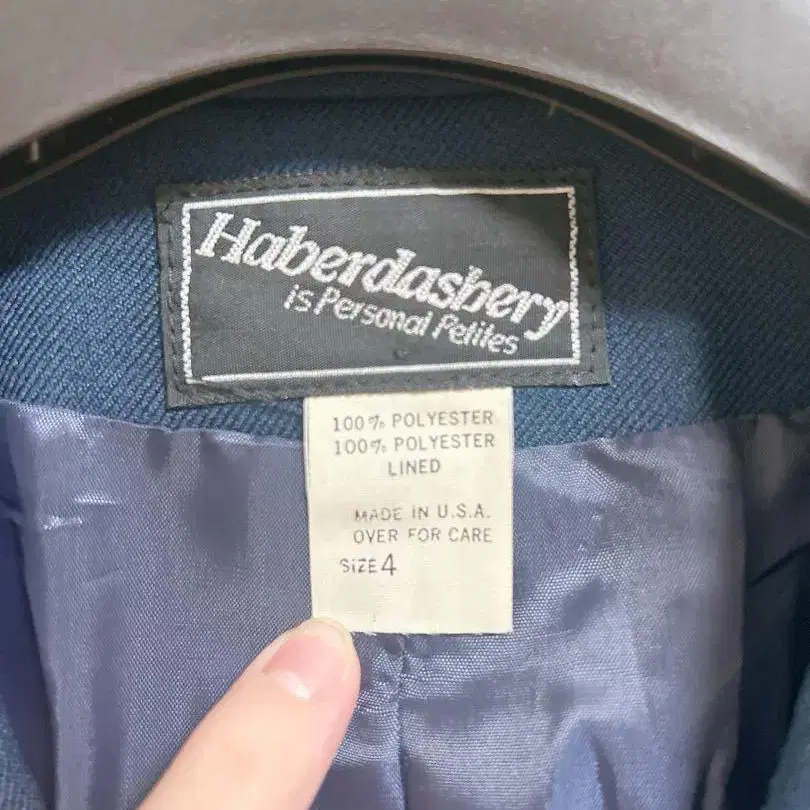 Haberdashery
is Personal Petites
100% POLYESTER
100% POLYESTER
LINED
MADE IN U.S.A.
OVER FOR CARE
SIZE 4